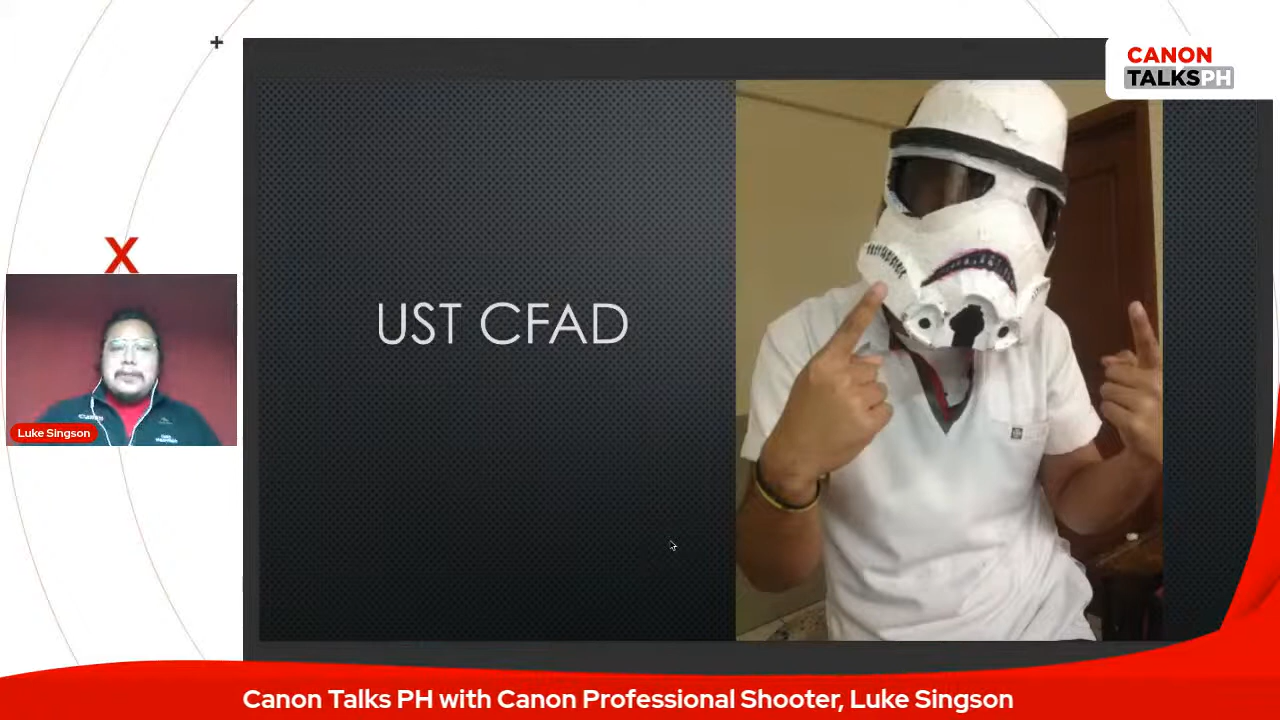 CANON
TALKSPH
X
UST CFAD
Luke Singson
Canon Talks PH with Canon Professional Shooter, Luke Singson